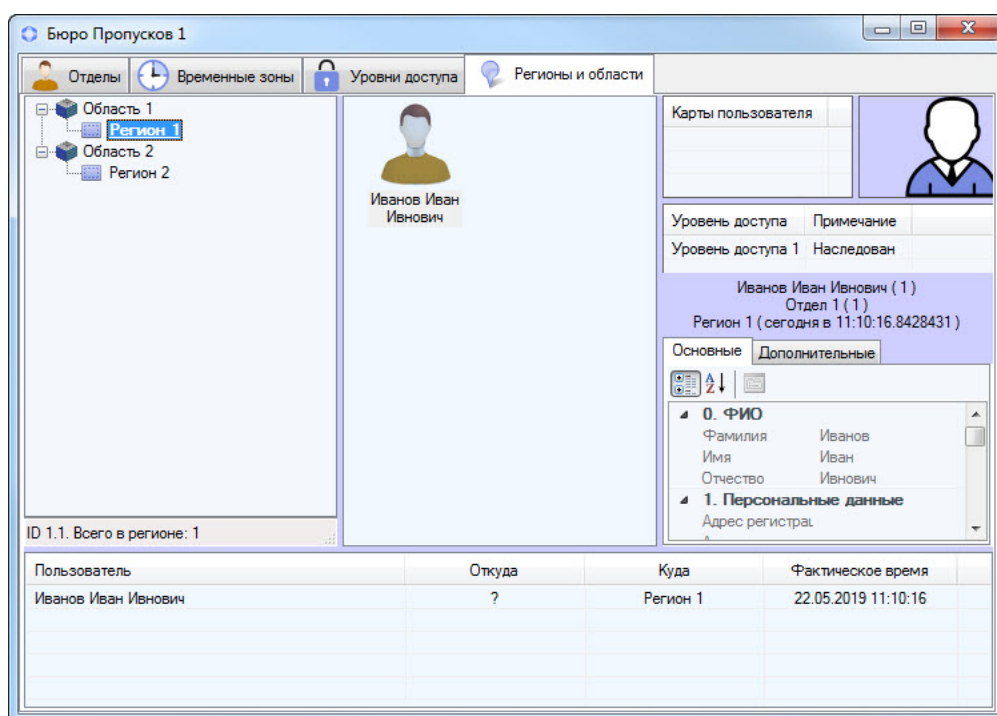 Бюро Пропусков 1
Отделы Временные зоны Уровни доступа Регионы и области
Область 1
Регион 1
Область 2
Регион 2
ID 1.1. Всего в регионе: 1
Иванов Иван
Ивнович
Карты пользователя
Уровень доступа Примечание
Уровень доступа 1 Наследован
Иванов Иван Ивнович ( 1 )
Отдел 1 ( 1 )
Регион 1 ( сегодня в 11:10:16.8428431 )
Основные Дополнительные
0. ФИО
Фамилия Иванов
Имя Иван
Отчество Ивнович
1. Персональные данные
Адрес регистрац
Пользователь Откуда Куда Фактическое время
Иванов Иван Ивнович ? Регион 1 22.05.2019 11:10:16